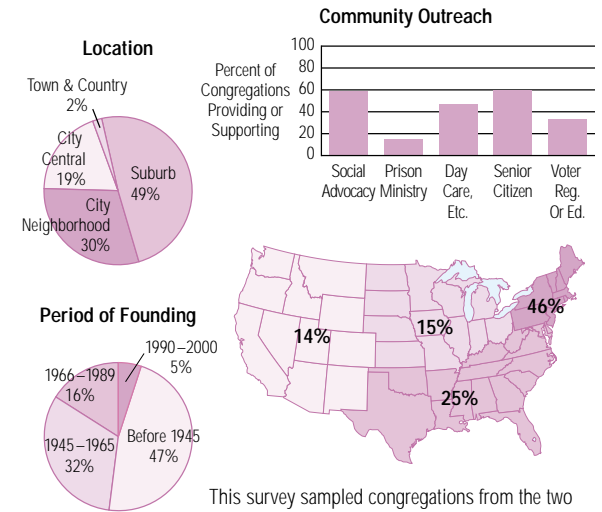 Community Outreach
Percent of
Congregations
Providing or
Supporting
100
80
60
40
20
0
Social
Advocacy
Prison
Ministry
Day
Care,
Etc.
Senior
Citizen
Voter
Reg.
Or Ed.
Location
Town & Country
2%
City
Central
19%
Suburb
49%
City
Neighborhood
30%
Period of Founding
1990–2000
5%
1966–1989
16%
1945–1965
32%
Before 1945
47%
14%
15%
46%
25%
This survey sampled congregations from the two